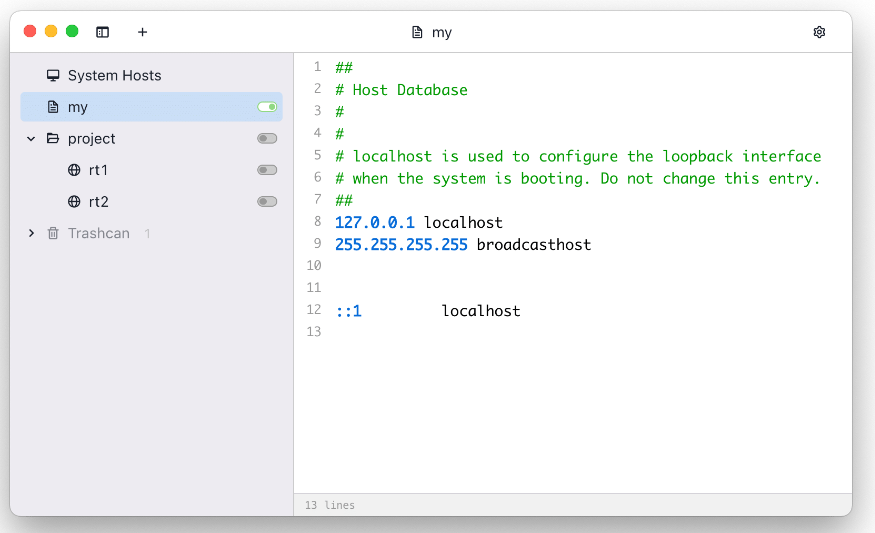 my
System Hosts
my
project
rt1
rt2
Trashcan 1
1 ##
2 # Host Database
3 #
4 #
5 # localhost is used to configure the loopback interface
6 # when the system is booting. Do not change this entry.
7 ##
8 127.0.0.1 localhost
9 255.255.255.255 broadcasthost
10
11
12 ::1 localhost
13
13 lines